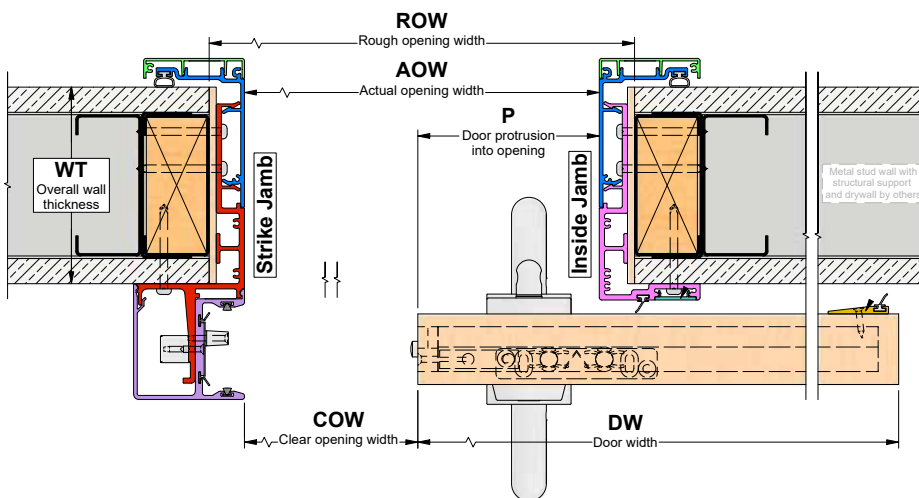 ROW
Rough opening width
AOW
Actual opening width
P
Door protrusion
into opening
WT
Overall wall
thickness
Strike Jamb
Inside Jamb
Metal stud wall with
structural support
and drywall by others
COW
Clear opening width
DW
Door width